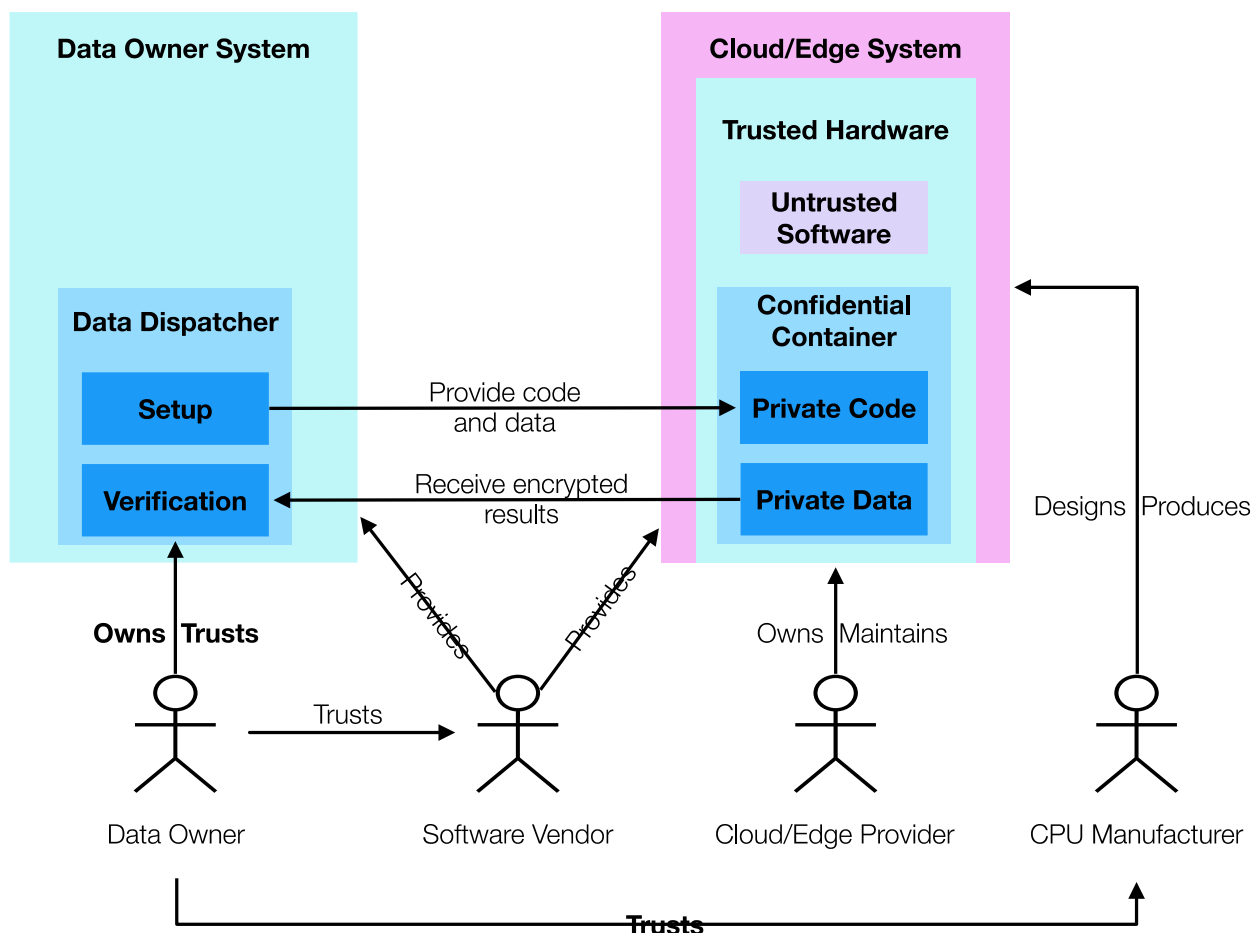 Data Owner System
Cloud/Edge System
Trusted Hardware
Untrusted
Software
Data Dispatcher
Confidential
Container
Setup
Provide code
and data
Private Code
Verification
Receive encrypted
results
Private Data
Designs Produces
Provides
Provides
Owns Trusts
Owns Maintains
Trusts
Data Owner
Software Vendor
Cloud/Edge Provider
CPU Manufacturer
Trusts